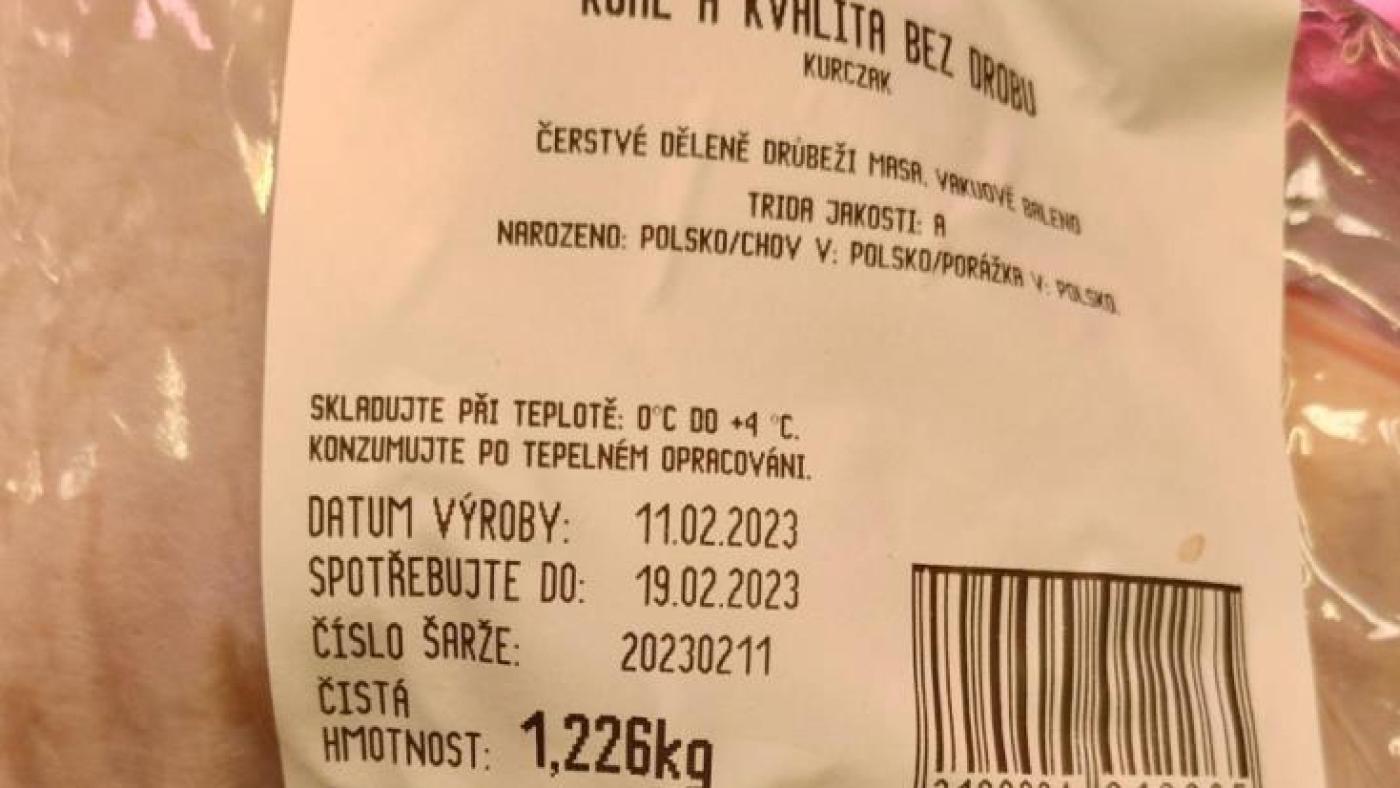 A KVALITA BEZ DROBU
KURCZAK
ČERSTVÉ DĚLENĚ DRŮBEŽI MASA, VAKUOVĚ BALENO
TRIDA JAKOSTI: A
NAROZENO: POLSKO/CHOV V: POLSKO/PORÁŽKA V: POLSKO.
SKLADUJTE PŘI TEPLOTĚ: 0°C DO +4 °C.
KONZUMUJTE PO TEPELNÉM OPRACOVÁNI.
DATUM VÝROBY: 11.02.2023
SPOTŘEBUJTE DO: 19.02.2023
ČÍSLO ŠARŽE: 20230211
ČISTÁ
HMOTNOST: 1,226kg